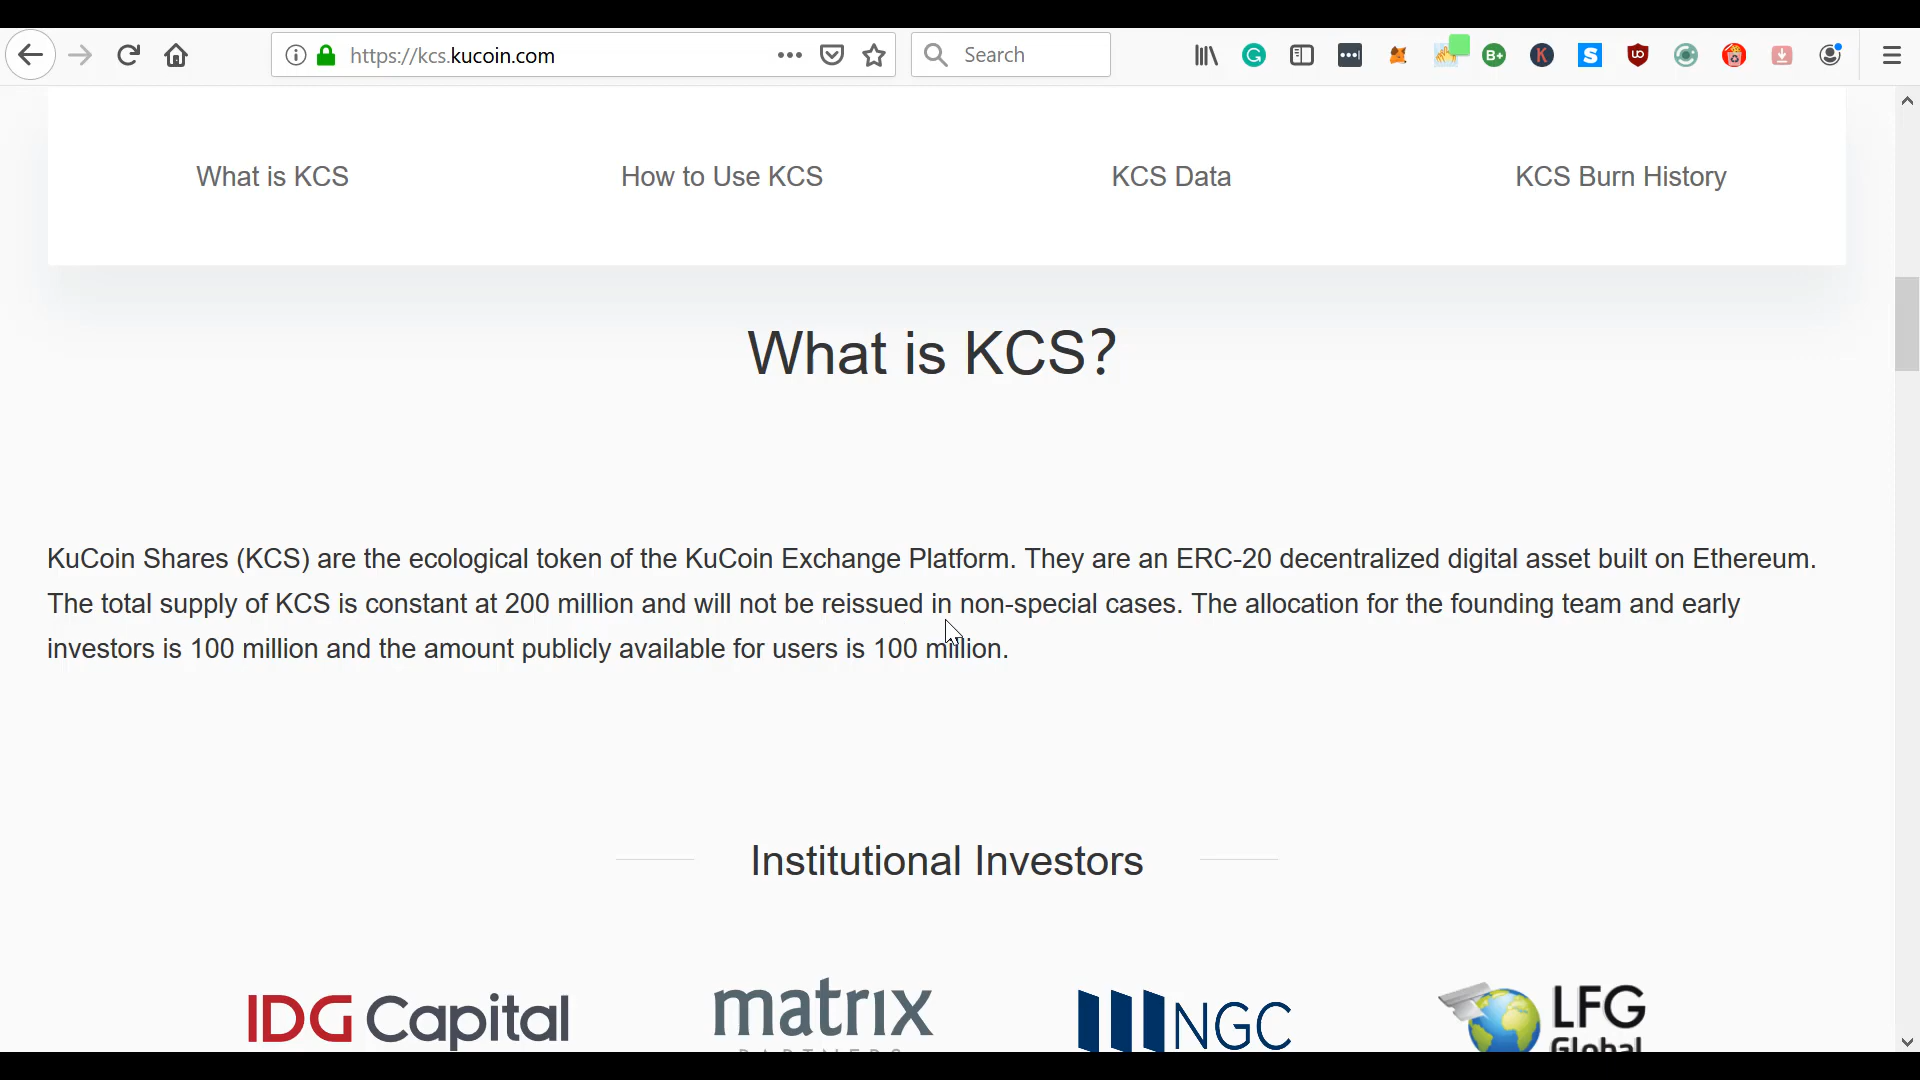 https://kcs.kucoin.com
Search
What is KCS
How to Use KCS
KCS Data
KCS Burn History
What is KCS?
KuCoin Shares (KCS) are the ecological token of the KuCoin Exchange Platform. They are an ERC-20 decentralized digital asset built on Ethereum.
The total supply of KCS is constant at 200 million and will not be reissued in non-special cases. The allocation for the founding team and early
investors is 100 million and the amount publicly available for users is 100 million.
Institutional Investors
IDG Capital
matrix
PARTNERS
NGC
LFG
Global